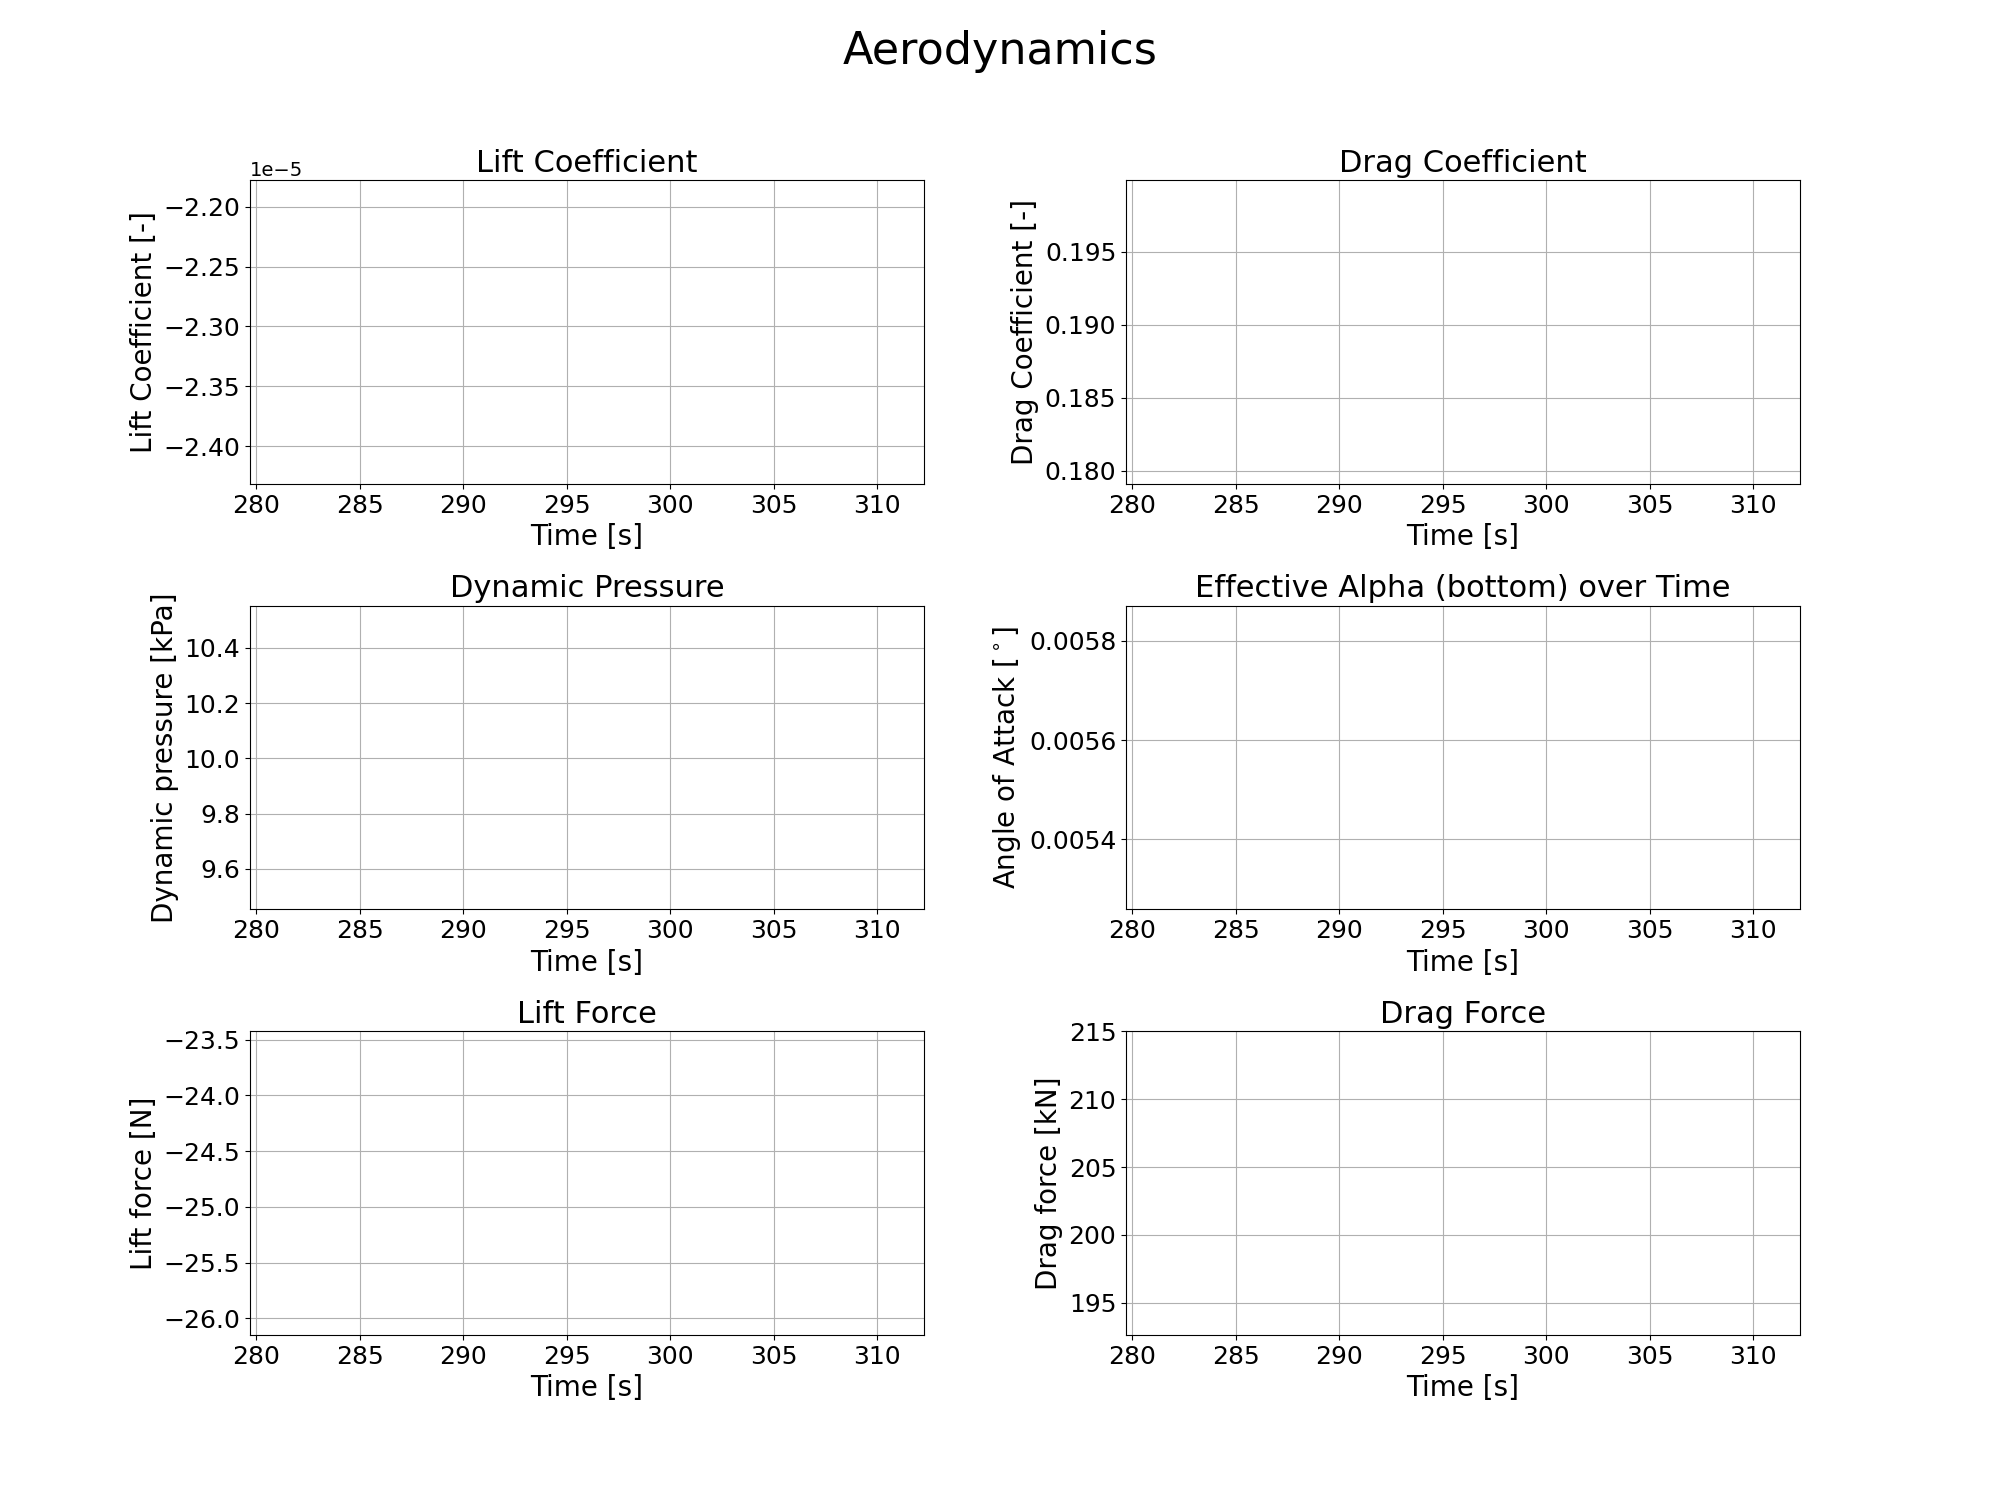 Aerodynamics
Lift Coefficient
1e−5
Lift Coefficient [-]
−2.20
−2.25
−2.30
−2.35
−2.40
280 285 290 295 300 305 310
Time [s]
Drag Coefficient
Drag Coefficient [-]
0.195
0.190
0.185
0.180
280 285 290 295 300 305 310
Time [s]
Dynamic Pressure
Dynamic pressure [kPa]
10.4
10.2
10.0
9.8
9.6
280 285 290 295 300 305 310
Time [s]
Effective Alpha (bottom) over Time
Angle of Attack [°]
0.0058
0.0056
0.0054
280 285 290 295 300 305 310
Time [s]
Lift Force
Lift force [N]
−23.5
−24.0
−24.5
−25.0
−25.5
−26.0
280 285 290 295 300 305 310
Time [s]
Drag Force
Drag force [kN]
215
210
205
200
195
280 285 290 295 300 305 310
Time [s]